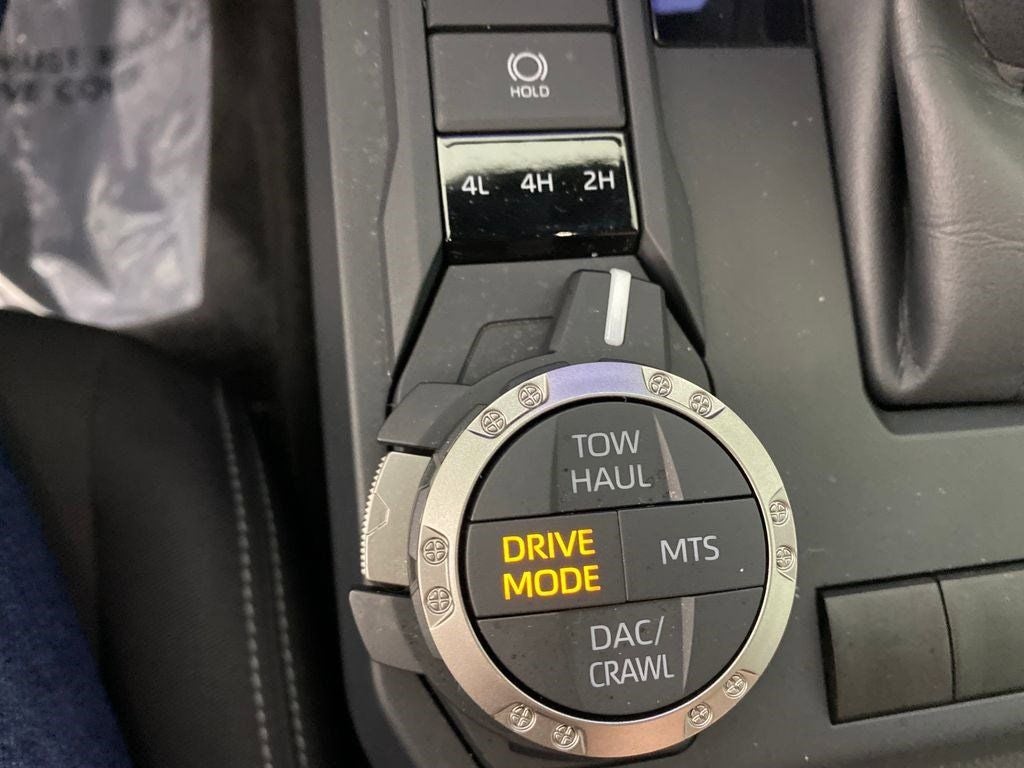 HOLD
4L 4H 2H
TOW
HAUL
DRIVE
MODE
MTS
DAC/
CRAWL